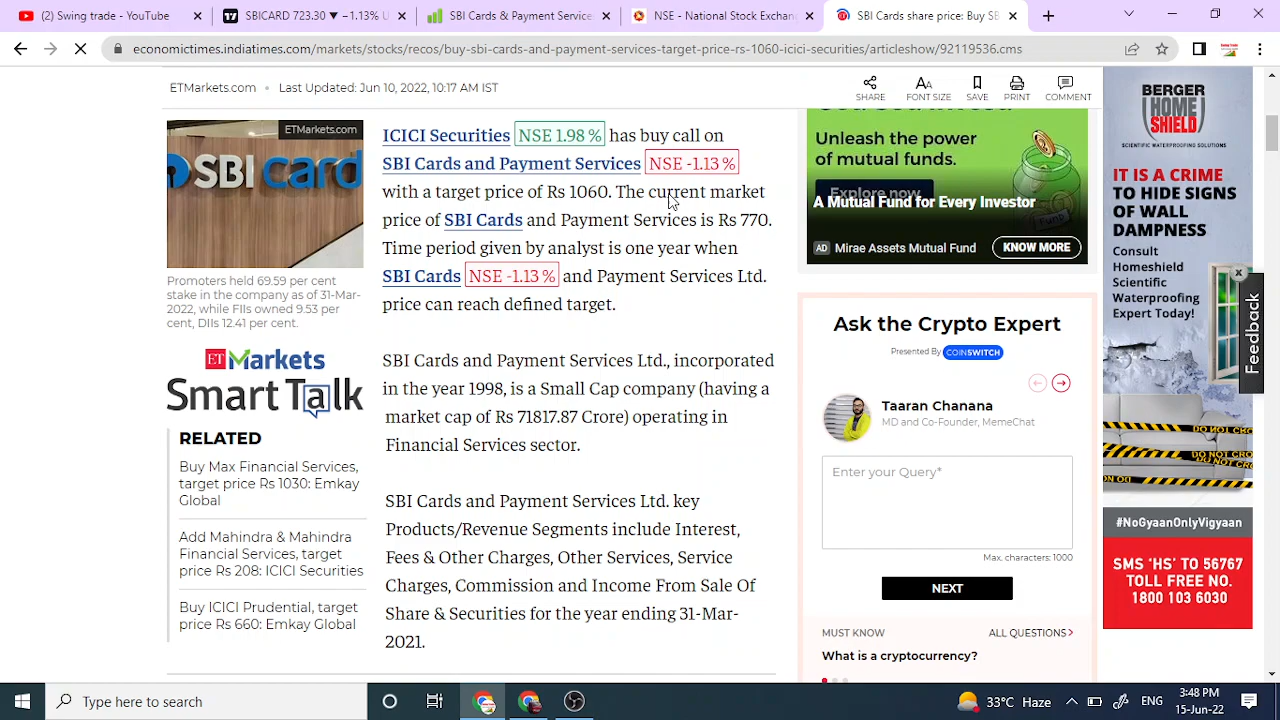 (2) Swing Trade
17 SBICARD 723.30 ▼ −1.13
SBI Cards and Payment Services
NSE - National Stock Exchan
Buy SBI Cards
economictimes.indiatimes.com/markets/stocks/recos/buy-sbi-cards-and-payment-services-target-price-rs-1060-icici-securities/articleshow/92119536.cms
ETMarkets.com • Last Updated: Jun 10, 2022, 10:17 AM IST
SHARE FONT SIZE SAVE PRINT COMMENT
ETMarkets.com
SBI card
Promoters held 69.59 per cent
stake in the company as of 31-Mar-
2022, while FIIs owned 9.53 per
cent, DIIs 12.41 per cent.
ET Markets
Smart Talk
RELATED
Buy Max Financial Services,
target price Rs 1030: Emkay
Global
Add Mahindra & Mahindra
Financial Services, target
price Rs 208: ICICI Securities
Buy ICICI Prudential, target
price Rs 660: Emkay Global
ICICI Securities NSE 1.98 % has buy call on
SBI Cards and Payment Services NSE -1.13 %
with a target price of Rs 1060. The current market
price of SBI Cards and Payment Services is Rs 770.
Time period given by analyst is one year when
SBI Cards NSE -1.13 % and Payment Services Ltd.
price can reach defined target.
SBI Cards and Payment Services Ltd., incorporated
in the year 1998, is a Small Cap company (having a
market cap of Rs 71817.87 Crore) operating in
Financial Services sector.
SBI Cards and Payment Services Ltd. key
Products/Revenue Segments include Interest,
Fees & Other Charges, Other Services, Service
Charges, Commission and Income From Sale Of
Share & Securities for the year ending 31-Mar-
2021.
Unleash the power
of mutual funds.
Explore now
A Mutual Fund for Every Investor
AD Mirae Assets Mutual Fund KNOW MORE
Fund
Ask the Crypto Expert
Presented By COINSWITCH
Taaran Chanana
MD and Co-Founder, MemeChat
Enter your Query*
Max. characters: 1000
NEXT
MUST KNOW ALL QUESTIONS
What is a cryptocurrency?
BERGER
HOME
SHIELD
SCIENTIFIC WATERPROOFING SOLUTIONS
IT IS A CRIME
TO HIDE SIGNS
OF WALL
DAMPNESS
Consult
Homeshield
Scientific
Waterproofing
Expert Today!
Feedback
#NoGyaanOnlyVigyaan
SMS 'HS' TO 56767
TOLL FREE NO.
1800 103 6030
Type here to search
33°C Haze
ENG
3:48 PM
15-Jun-22